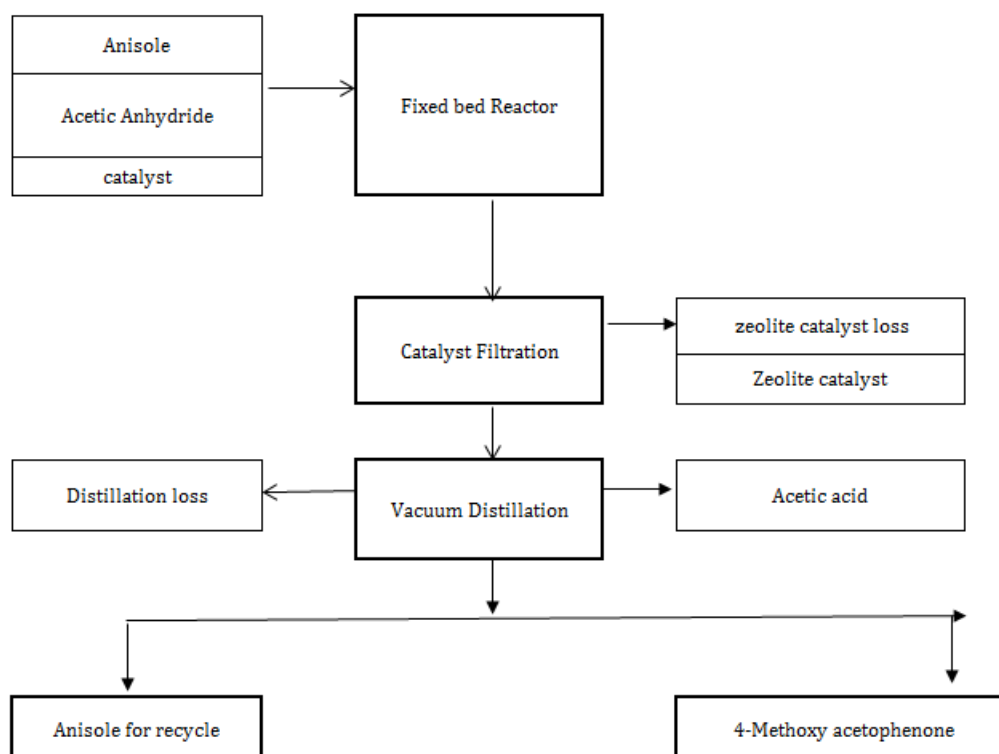 Anisole
Acetic Anhydride
catalyst
Fixed bed Reactor
Catalyst Filtration
zeolite catalyst loss
Zeolite catalyst
Distillation loss
Vacuum Distillation
Acetic acid
Anisole for recycle
4-Methoxy acetophenone